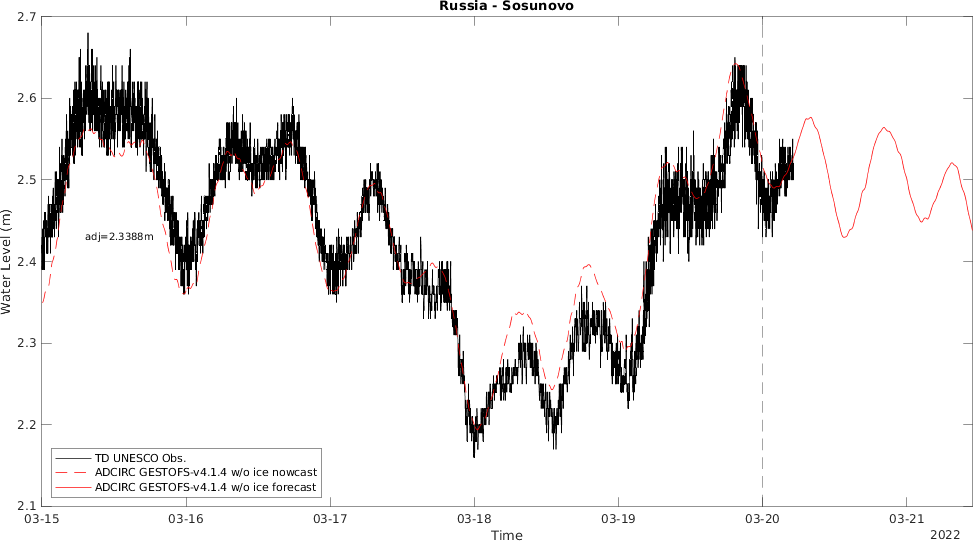 Russia - Sosunovo
2.7
2.6
2.5
2.4
2.3
2.2
2.1
Water Level (m)
adj=2.3388m
TD UNESCO Obs.
ADCIRC GESTOFS-v4.1.4 w/o ice nowcast
ADCIRC GESTOFS-v4.1.4 w/o ice forecast
03-15 03-16 03-17 03-18 03-19 03-20 03-21
Time
2022